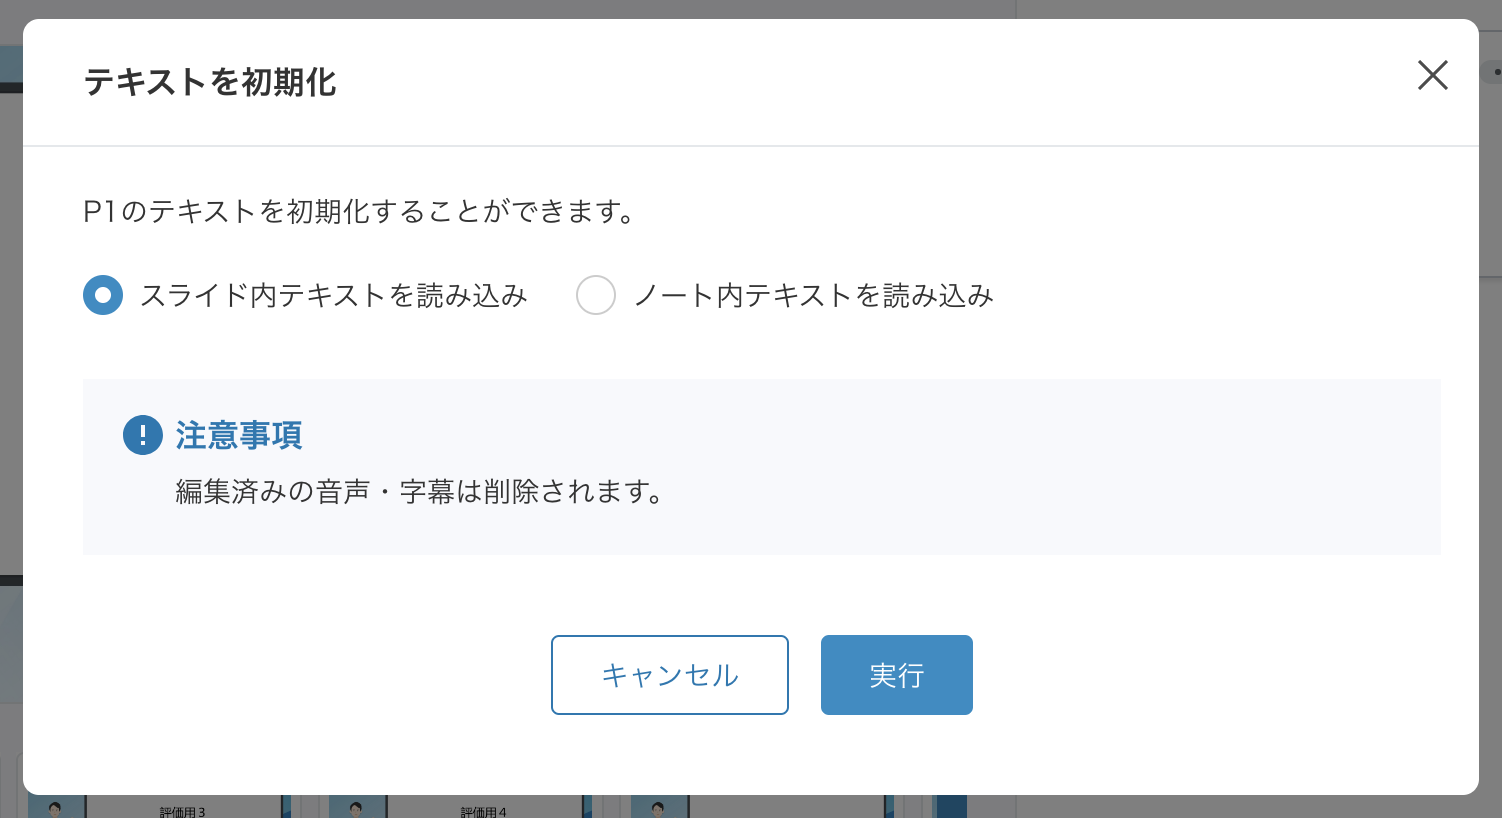 テキストを初期化
P1のテキストを初期化することができます。
スライド内テキストを読み込み
ノート内テキストを読み込み
注意事項
編集済みの音声・字幕は削除されます。
キャンセル
実行
評価用3
評価用4